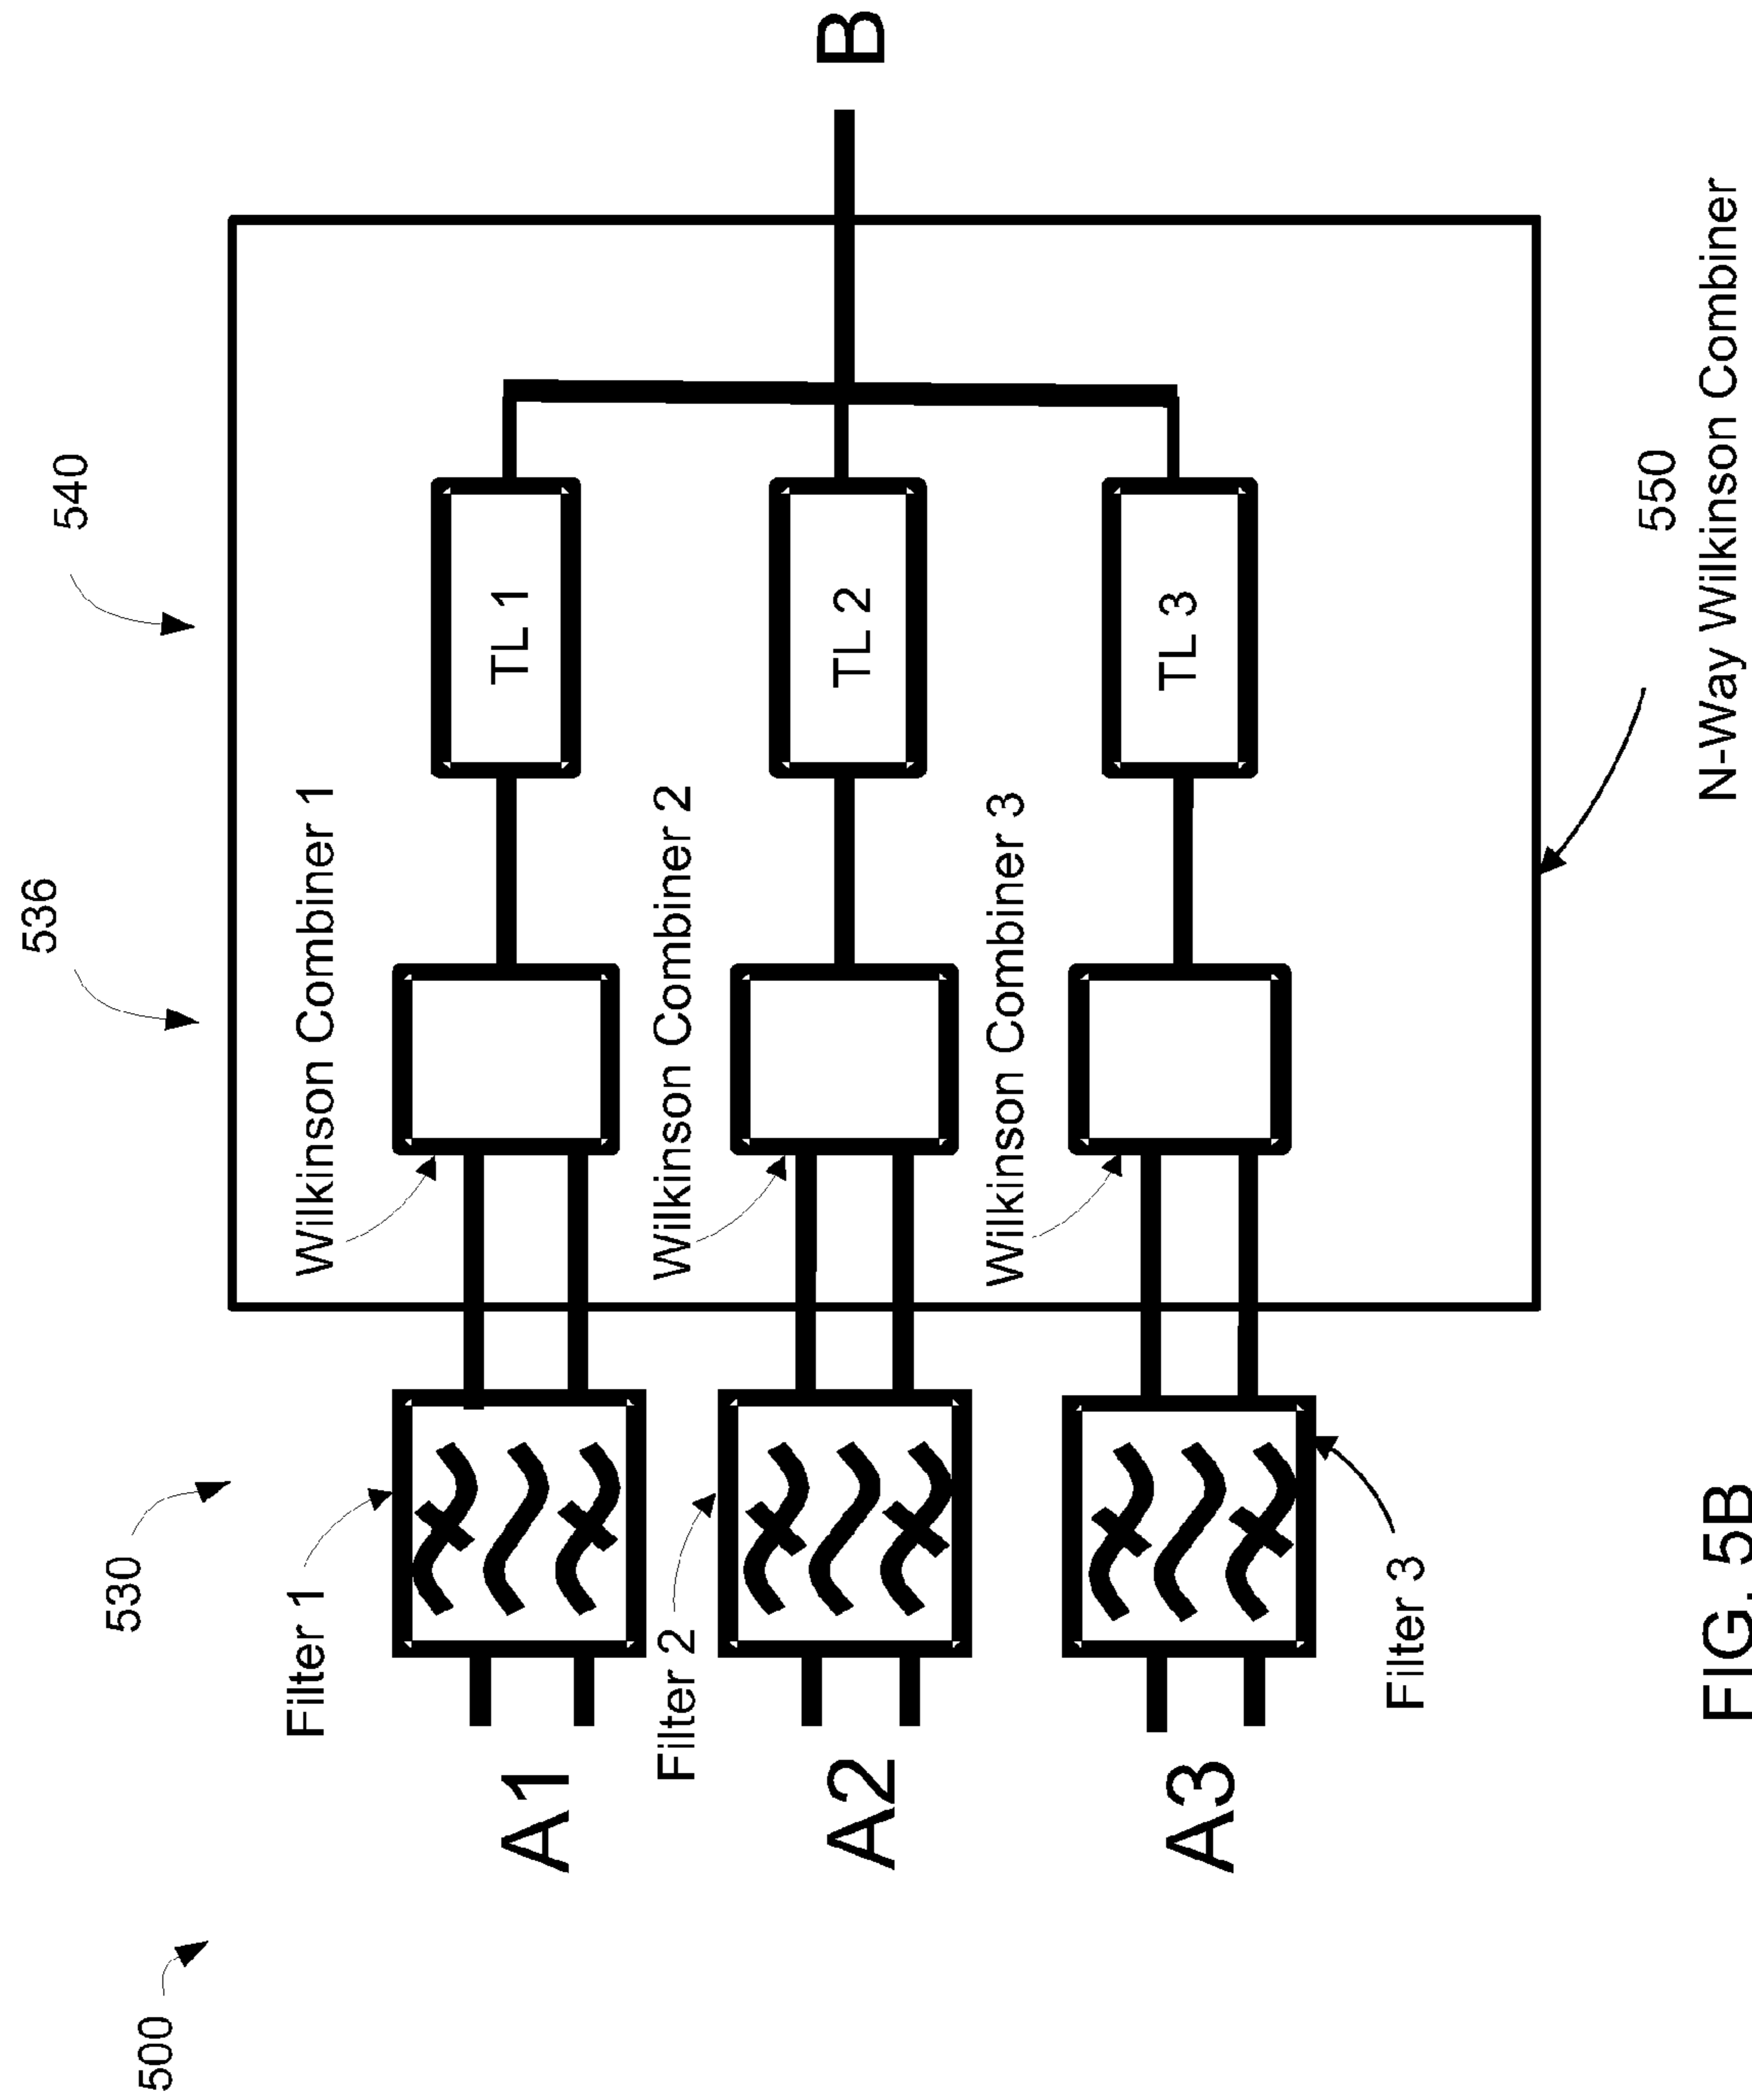 500
530
536
540
Filter 1
Wilkinson Combiner 1
A1
TL 1
Filter 2
Wilkinson Combiner 2
A2
TL 2
B
Wilkinson Combiner 3
A3
TL 3
Filter 3
550
N-Way Wilkinson Combiner
FIG. 5B